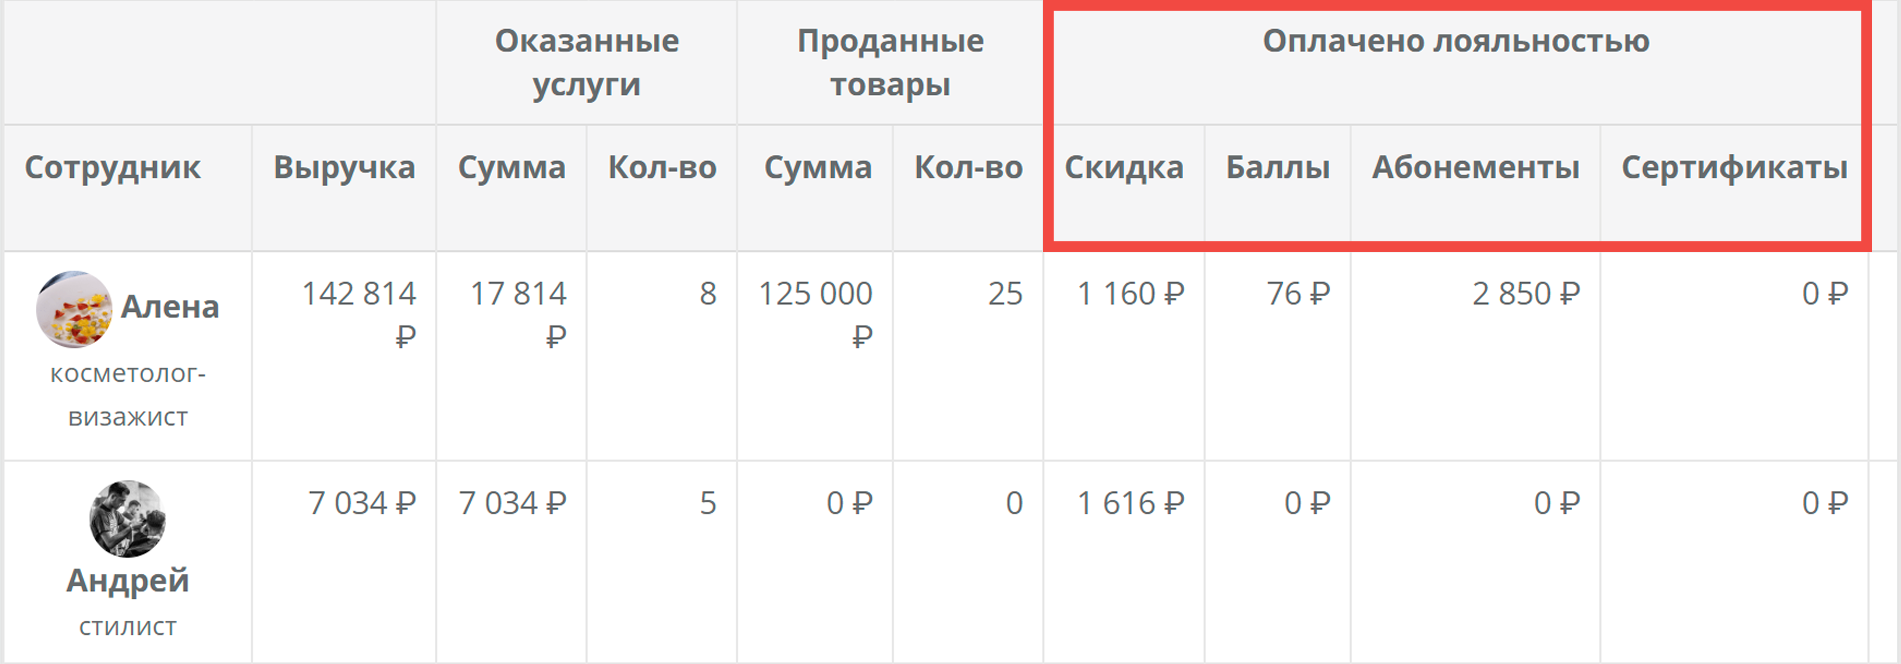 Оказанные услуги
Проданные товары
Оплачено лояльностью
Сотрудник Выручка Сумма Кол-во Сумма Кол-во Скидка Баллы Абонементы Сертификаты
Алена
косметолог-
визажист
142 814 ₽
17 814 ₽
8
125 000 ₽
25
1 160 ₽
76 ₽
2 850 ₽
0 ₽
Андрей
стилист
7 034 ₽
7 034 ₽
5
0 ₽
0
1 616 ₽
0 ₽
0 ₽
0 ₽